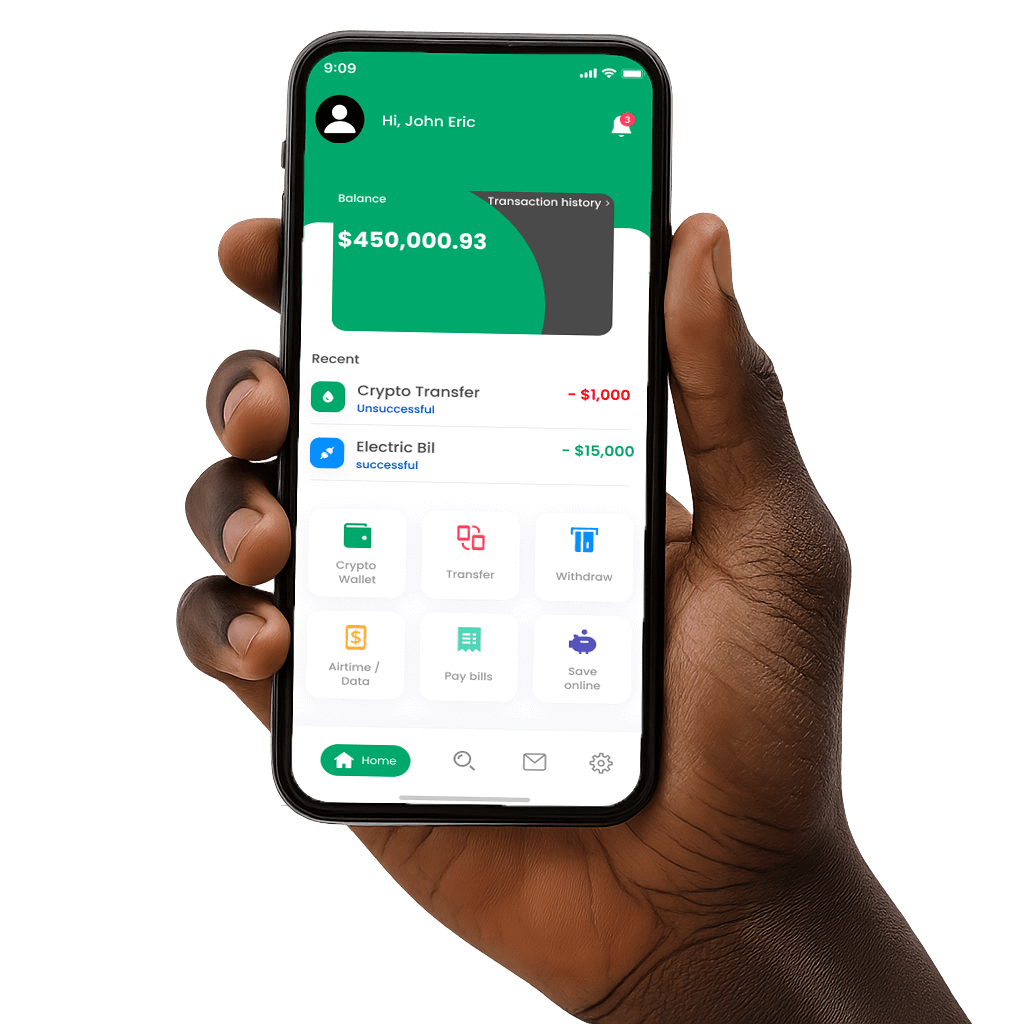 9:09
Hi, John Eric
3
Balance
Transaction history >
$450,000.93
Recent
Crypto Transfer
- $1,000
Unsuccessful
Electric Bil
- $15,000
successful
Crypto
Wallet
Transfer
Withdraw
$
Airtime /
Data
Pay bills
Save
online
Home